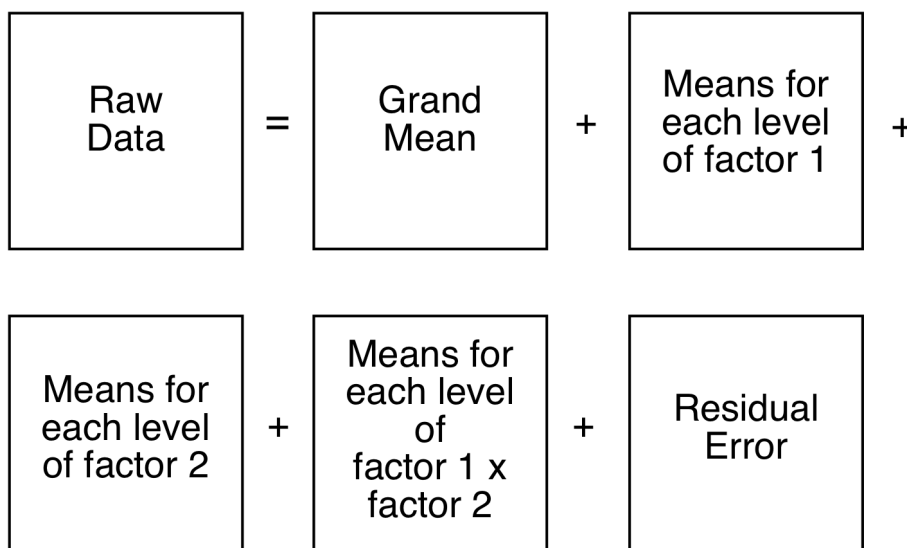 Raw
Data
=
Grand
Mean
+
Means for
each level
of factor 1
+
Means for
each level
of factor 2
+
Means for
each level
of
factor 1 x
factor 2
+
Residual
Error